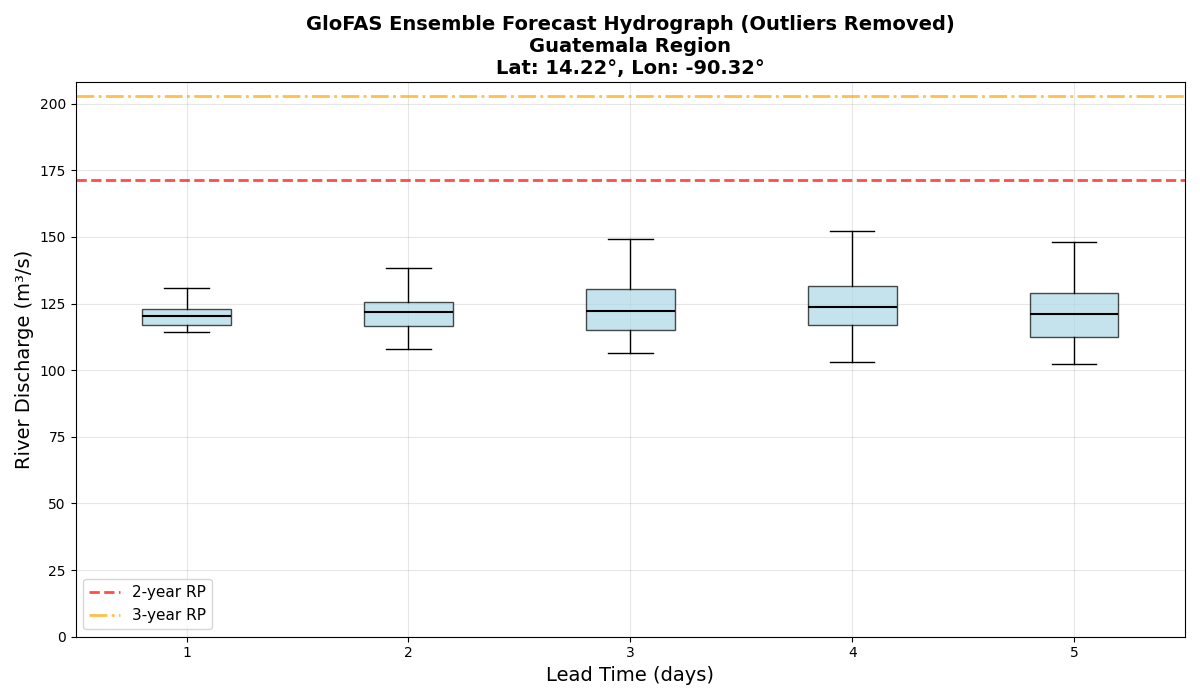 GloFAS Ensemble Forecast Hydrograph (Outliers Removed)
Guatemala Region
Lat: 14.22°, Lon: -90.32°
River Discharge (m³/s)
200
175
150
125
100
75
50
25
0
2-year RP
3-year RP
1 2 3 4 5
Lead Time (days)